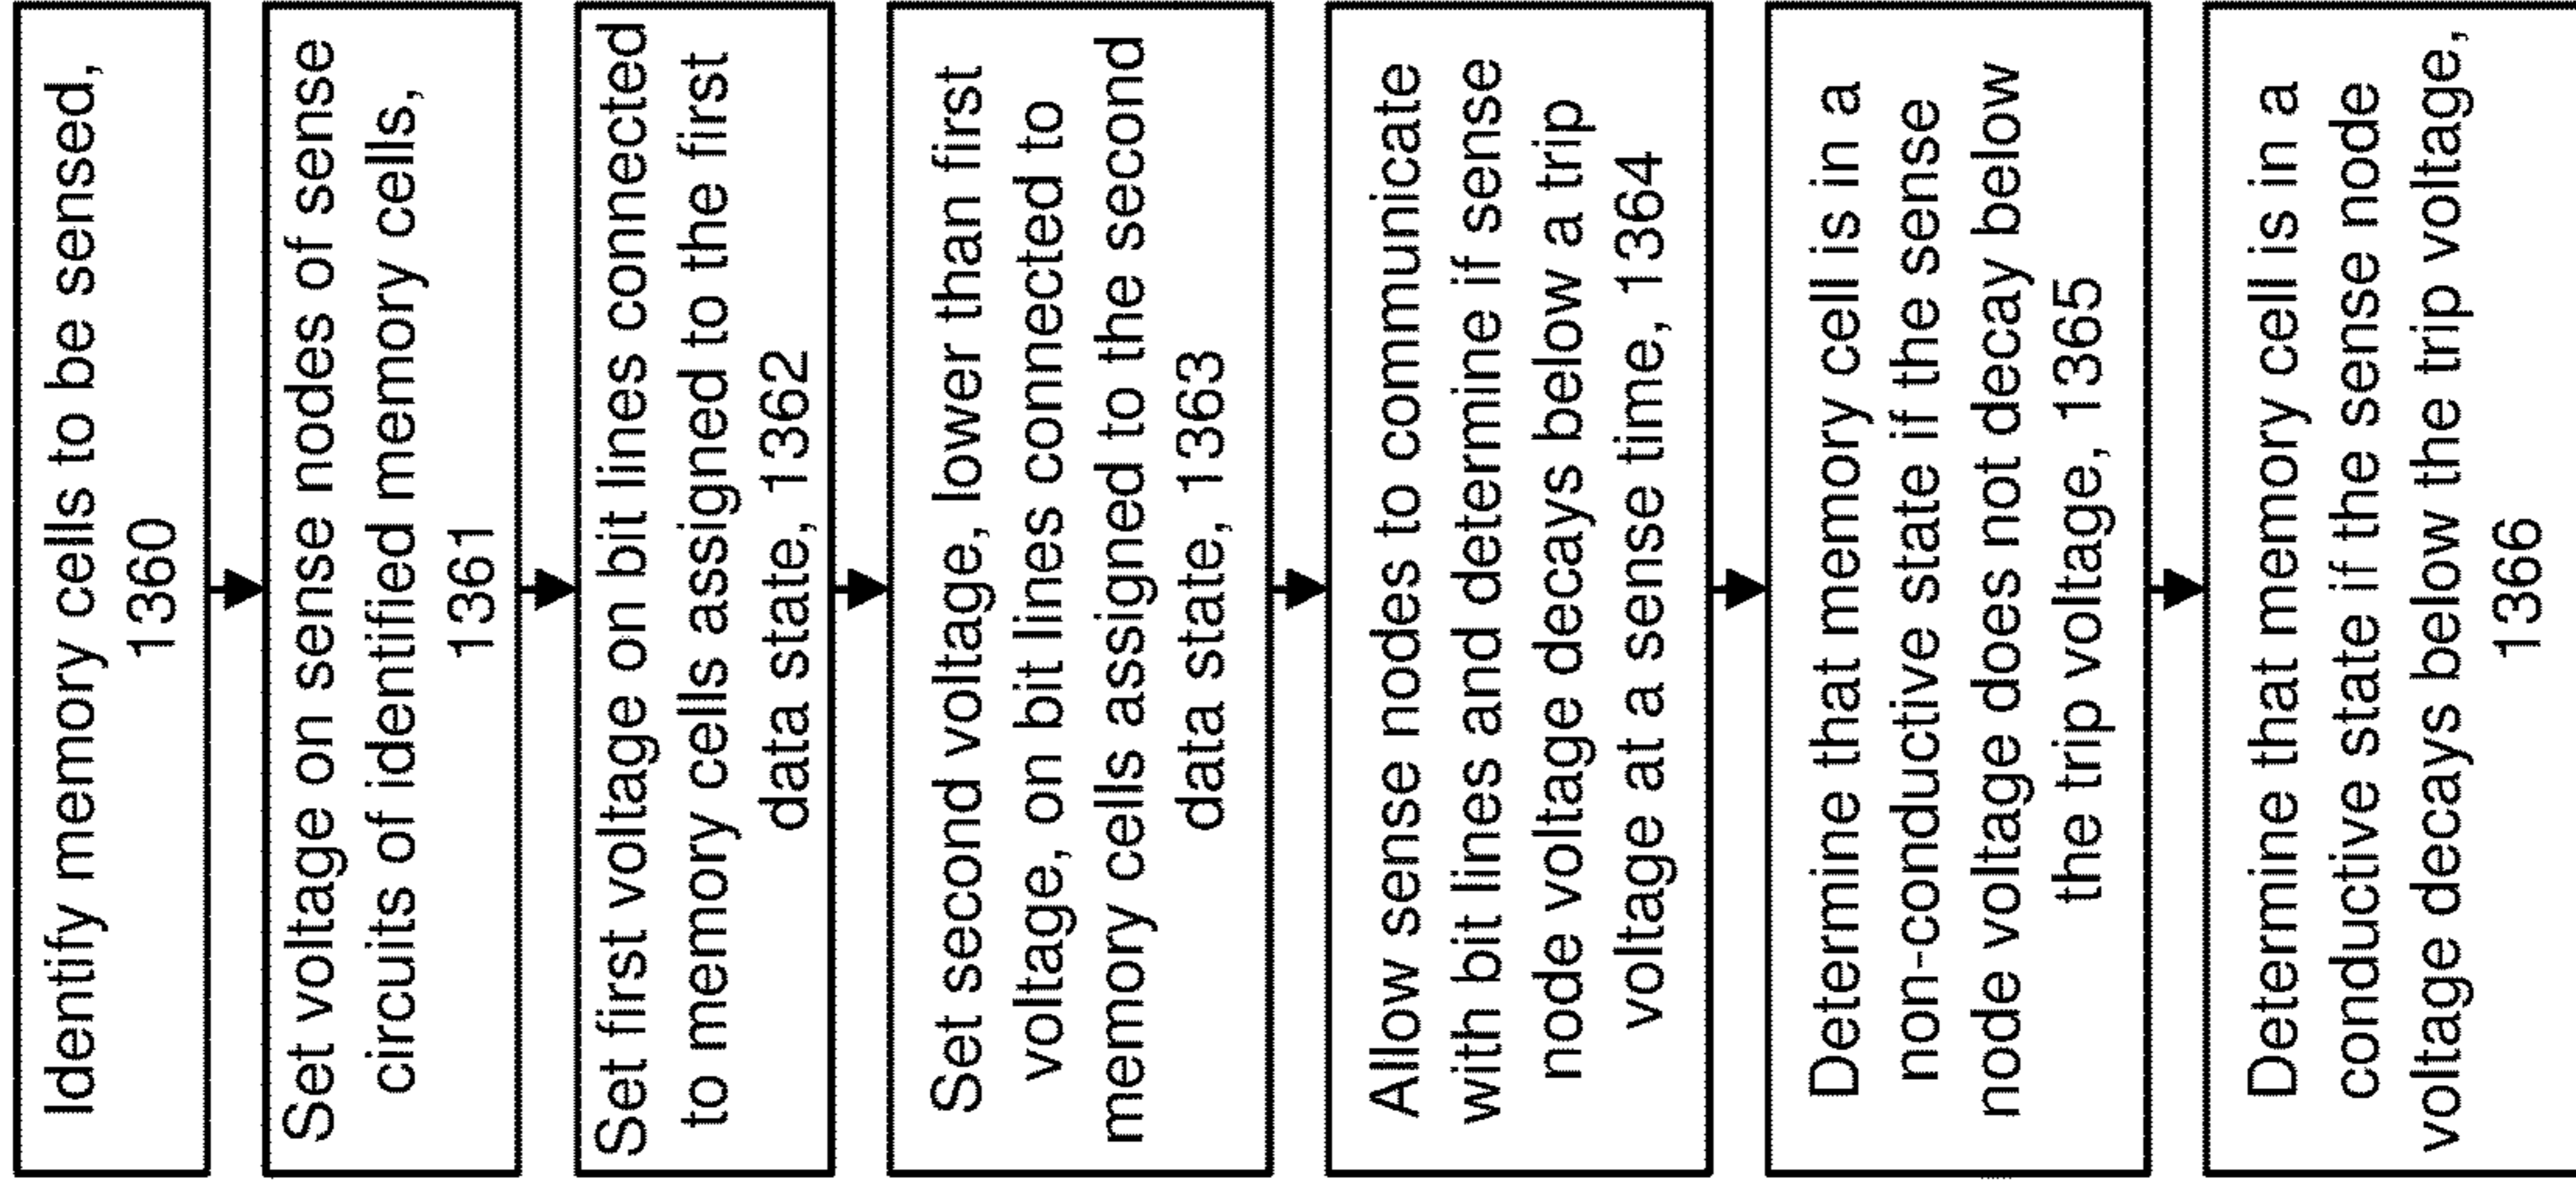 Identify memory cells to be sensed,
1360
Set voltage on sense nodes of sense
circuits of identified memory cells,
1361
Set first voltage on bit lines connected
to memory cells assigned to the first
data state, 1362
Set second voltage, lower than first
voltage, on bit lines connected to
memory cells assigned to the second
data state, 1363
Allow sense nodes to communicate
with bit lines and determine if sense
node voltage decays below a trip
voltage at a sense time, 1364
Determine that memory cell is in a
non-conductive state if the sense
node voltage does not decay below
the trip voltage, 1365
Determine that memory cell is in a
conductive state if the sense node
voltage decays below the trip voltage,
1366